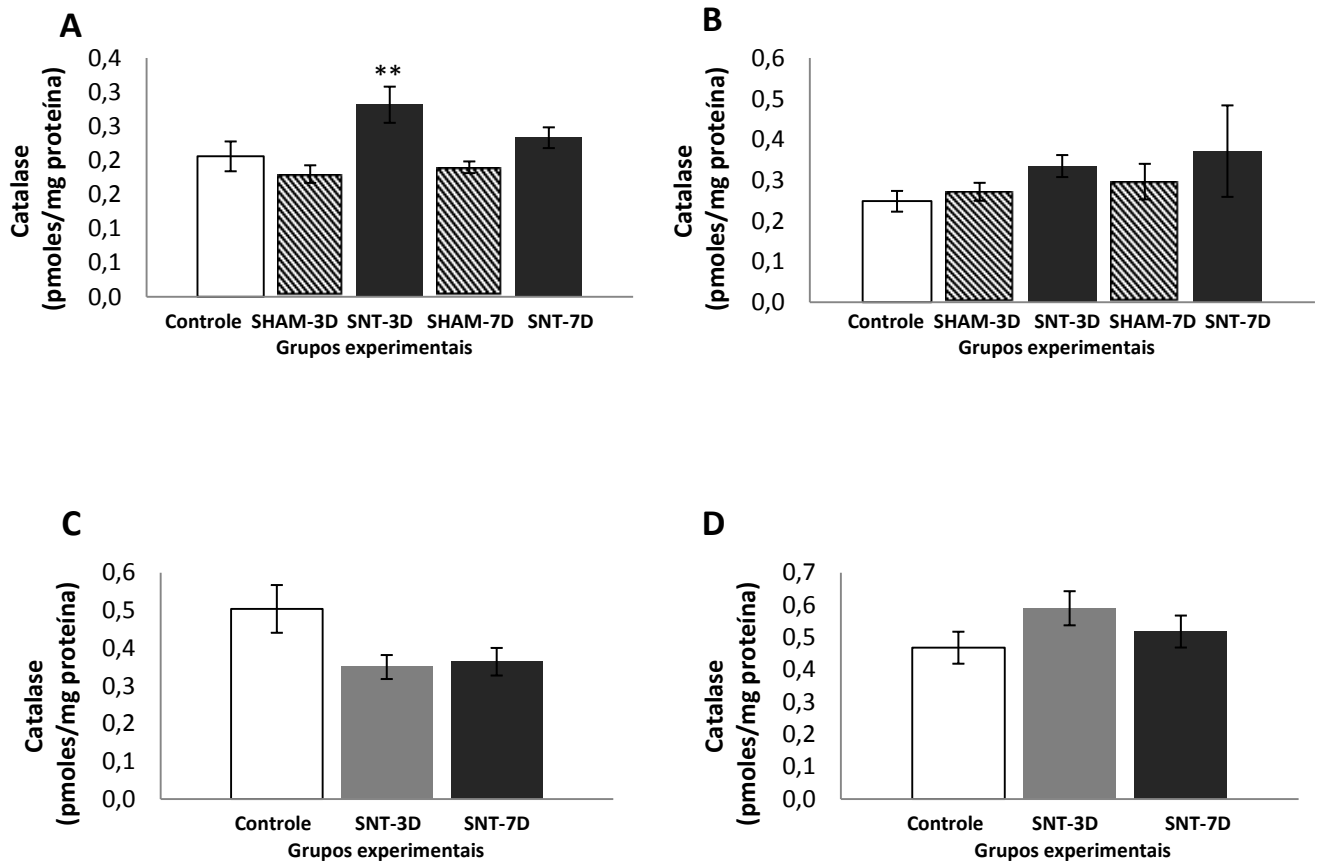 A
Catalase
(pmoles/mg proteína)
0,4
0,3
0,3
0,2
0,2
0,1
0,1
0,0
**
Controle SHAM-3D SNT-3D SHAM-7D SNT-7D
Grupos experimentais
B
Catalase
(pmoles/mg proteína)
0,6
0,5
0,4
0,3
0,2
0,1
0,0
Controle SHAM-3D SNT-3D SHAM-7D SNT-7D
Grupos experimentais
C
Catalase
(pmoles/mg proteína)
0,6
0,5
0,4
0,3
0,2
0,1
0,0
Controle SNT-3D SNT-7D
Grupos experimentais
D
Catalase
(pmoles/mg proteína)
0,7
0,6
0,5
0,4
0,3
0,2
0,1
0,0
Controle SNT-3D SNT-7D
Grupos experimentais